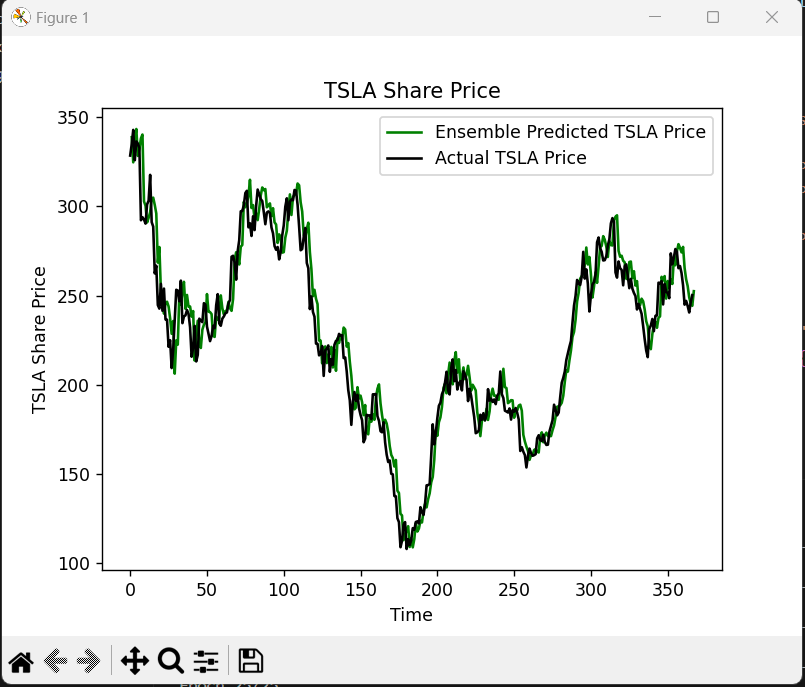 Figure 1
TSLA Share Price
Ensemble Predicted TSLA Price
Actual TSLA Price
350
300
250
200
150
100
TSLA Share Price
0 50 100 150 200 250 300 350
Time